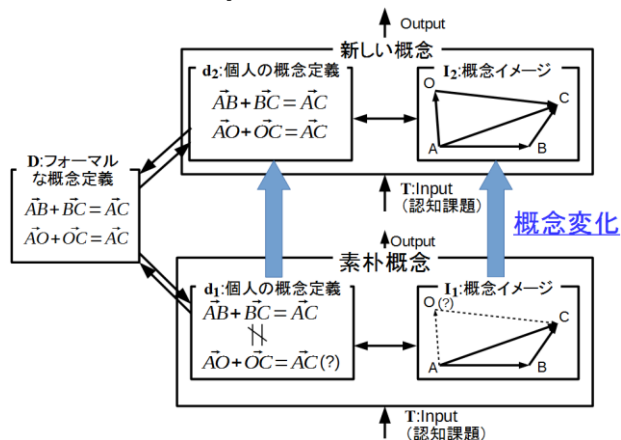 Output
新しい概念
d₂:個人の概念定義
AB⃗+BC⃗=AC⃗
AO⃗+OC⃗=AC⃗
I₂:概念イメージ
O
C
A
B
D:フォーマル
な概念定義
AB⃗+BC⃗=AC⃗
AO⃗+OC⃗=AC⃗
T:Input
(認知課題)
概念変化
Output
素朴概念
d₁:個人の概念定義
AB⃗+BC⃗=AC⃗
AO⃗+OC⃗=AC⃗(?)
I₁:概念イメージ
O(?)
C
A
B
T:Input
(認知課題)